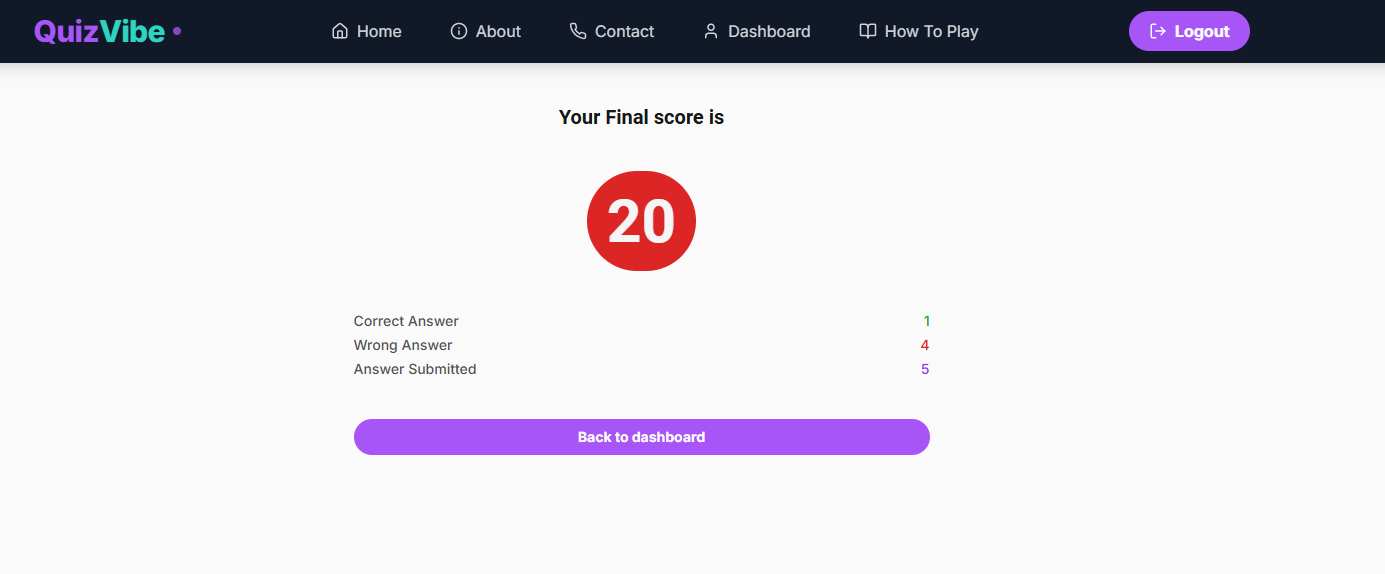 QuizVibe Home About Contact Dashboard How To Play Logout
Your Final score is
20
Correct Answer 1
Wrong Answer 4
Answer Submitted 5
Back to dashboard